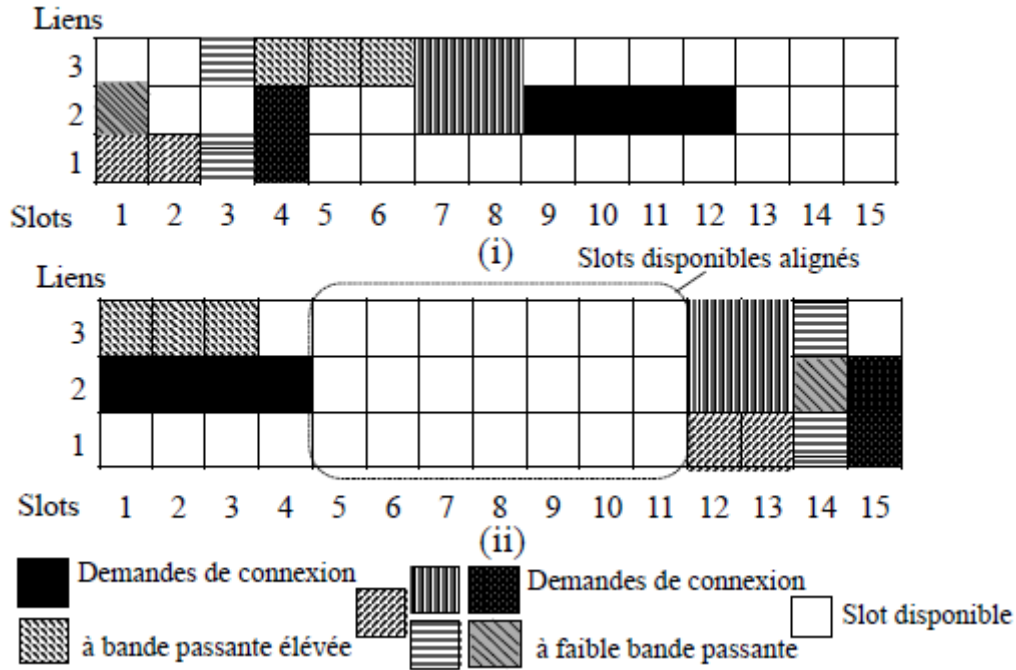 Liens
3
2
1
Slots 1 2 3 4 5 6 7 8 9 10 11 12 13 14 15
(i)
Slots disponibles alignés
Liens
3
2
1
Slots 1 2 3 4 5 6 7 8 9 10 11 12 13 14 15
(ii)
Demandes de connexion Demandes de connexion
Slot disponible
à bande passante élévée à faible bande passante